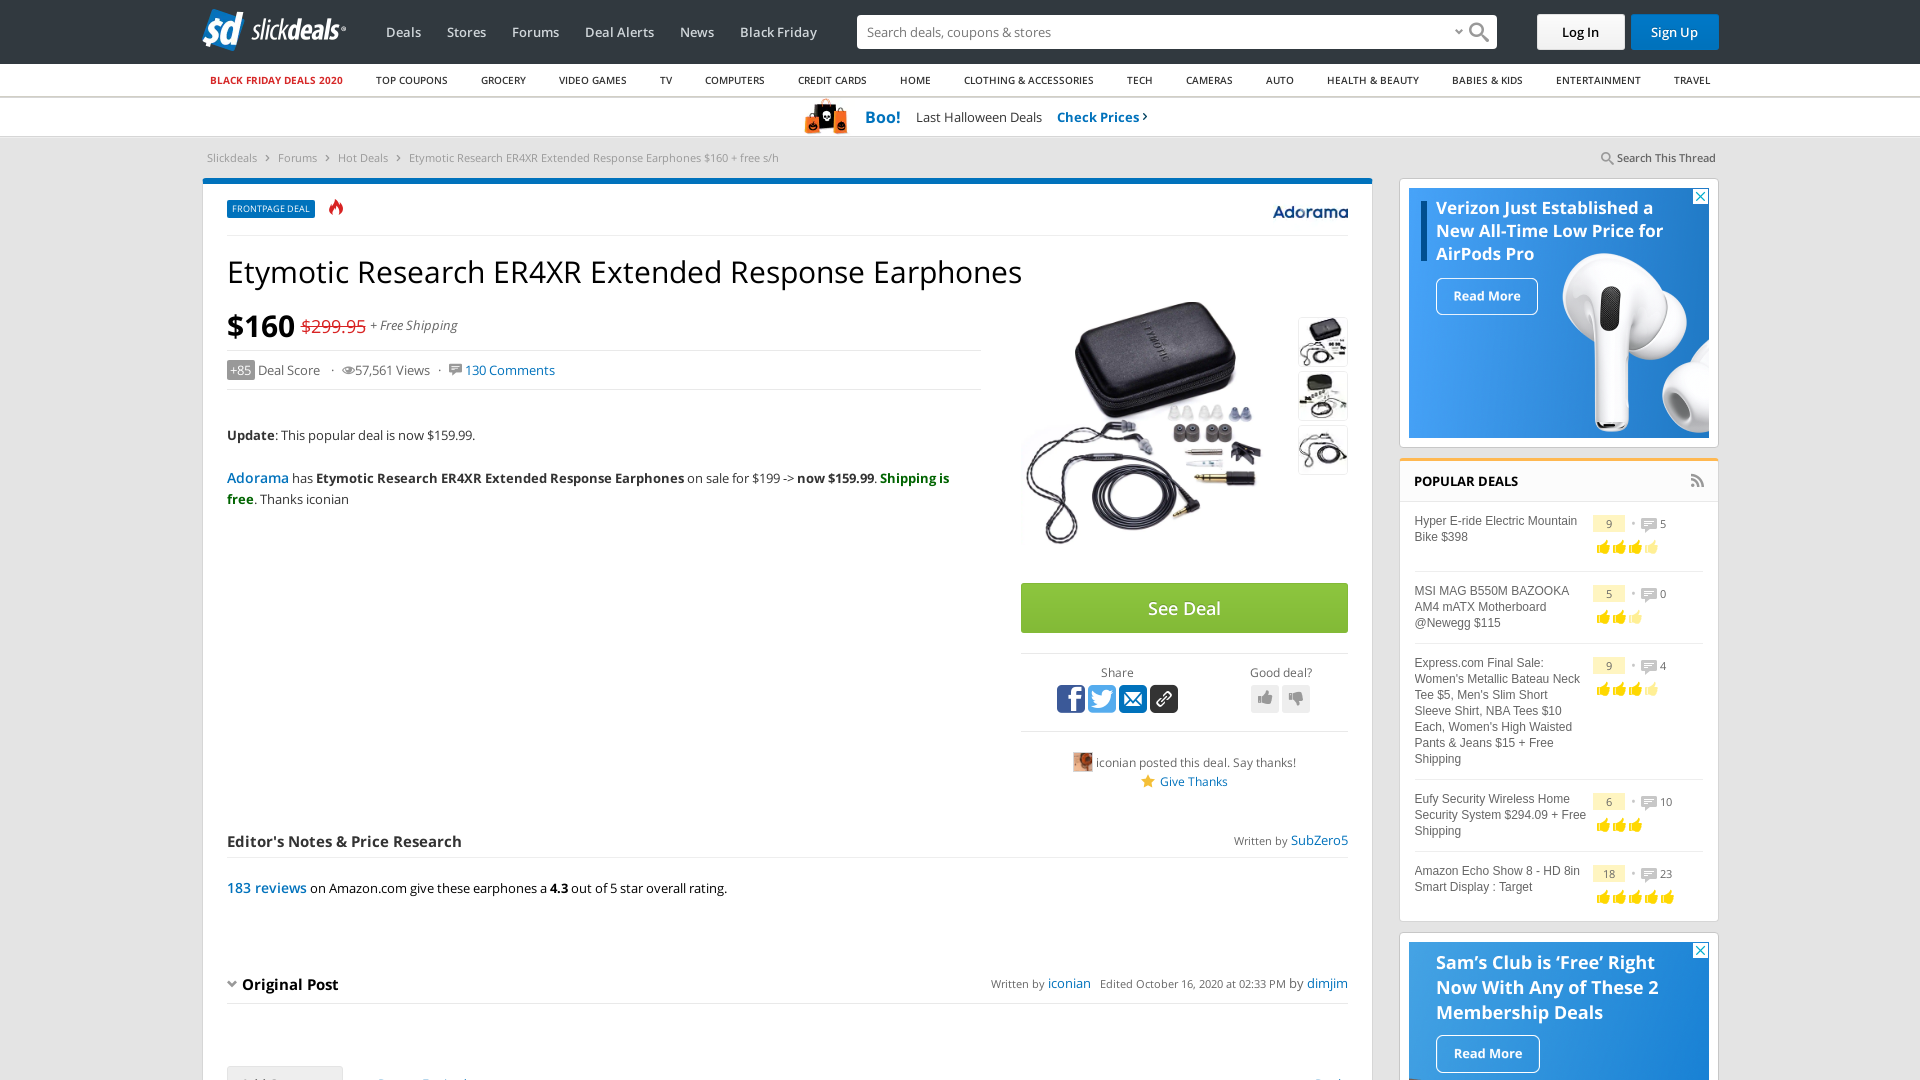 slickdeals
Deals
Stores
Forums
Deal Alerts
News
Black Friday
Search deals, coupons & stores
Log In
Sign Up
BLACK FRIDAY DEALS 2020
TOP COUPONS
GROCERY
VIDEO GAMES
TV
COMPUTERS
CREDIT CARDS
HOME
CLOTHING & ACCESSORIES
TECH
CAMERAS
AUTO
HEALTH & BEAUTY
BABIES & KIDS
ENTERTAINMENT
TRAVEL
Boo! Last Halloween Deals Check Prices
Slickdeals > Forums > Hot Deals > Etymotic Research ER4XR Extended Response Earphones $160 + free s/h
Search This Thread
FRONTPAGE DEAL
Adorama
Etymotic Research ER4XR Extended Response Earphones
$160 $299.95 + Free Shipping
+85 Deal Score · 57,561 Views · 130 Comments
Update: This popular deal is now $159.99.
Adorama has Etymotic Research ER4XR Extended Response Earphones on sale for $199 -> now $159.99. Shipping is
free. Thanks iconian
See Deal
Share
Good deal?
iconian posted this deal. Say thanks!
Give Thanks
Editor's Notes & Price Research
Written by SubZero5
183 reviews on Amazon.com give these earphones a 4.3 out of 5 star overall rating.
Original Post
Written by iconian Edited October 16, 2020 at 02:33 PM by dimjim
Verizon Just Established a
New All-Time Low Price for
AirPods Pro
Read More
POPULAR DEALS
Hyper E-ride Electric Mountain
Bike $398
9 • 5
MSI MAG B550M BAZOOKA
AM4 mATX Motherboard
@Newegg $115
5 • 0
Express.com Final Sale:
Women's Metallic Bateau Neck
Tee $5, Men's Slim Short
Sleeve Shirt, NBA Tees $10
Each, Women's High Waisted
Pants & Jeans $15 + Free
Shipping
9 • 4
Eufy Security Wireless Home
Security System $294.09 + Free
Shipping
6 • 10
Amazon Echo Show 8 - HD 8in
Smart Display : Target
18 • 23
Sam's Club is 'Free' Right
Now With Any of These 2
Membership Deals
Read More